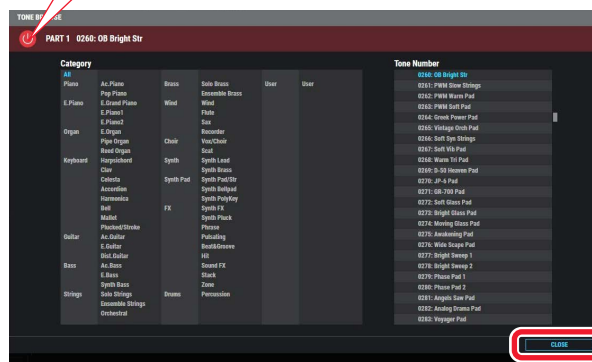 TONE BROWSE
PART 1 0260: OB Bright Str
Category
All
Piano Ac.Piano Brass Solo Brass User User
Pop Piano Ensemble Brass
E.Piano E.Grand Piano Wind Wind
E.Piano1 Flute
E.Piano2 Sax
Organ E.Organ Recorder
Pipe Organ Choir Vox/Choir
Reed Organ Scat
Keyboard Harpsichord Synth Synth Lead
Clav Synth Brass
Celesta Synth Pad Synth Pad/Str
Accordion Synth Bellpad
Harmonica Synth PolyKey
Bell FX Synth FX
Mallet Synth Pluck
Plucked/Stroke Phrase
Guitar Ac.Guitar Pulsating
E.Guitar Beat&Groove
Dist.Guitar Hit
Bass Ac.Bass Sound FX
E.Bass Stack
Synth Bass Zone
Strings Solo Strings Drums Percussion
Ensemble Strings
Orchestral
Tone Number
0260: OB Bright Str
0261: PWM Slow Strings
0262: PWM Warm Pad
0263: PWM Soft Pad
0264: Greek Power Pad
0265: Vintage Orch Pad
0266: Soft Syn Strings
0267: Soft Vib Pad
0268: Warm Tri Pad
0269: D-50 Heaven Pad
0270: JP-6 Pad
0271: GR-700 Pad
0272: Soft Glass Pad
0273: Bright Glass Pad
0274: Moving Glass Pad
0275: Awakening Pad
0276: Wide Scape Pad
0277: Bright Sweep 1
0278: Bright Sweep 2
0279: Phase Pad 1
0280: Phase Pad 2
0281: Angels Saw Pad
0282: Analog Drama Pad
0283: Voyager Pad
CLOSE